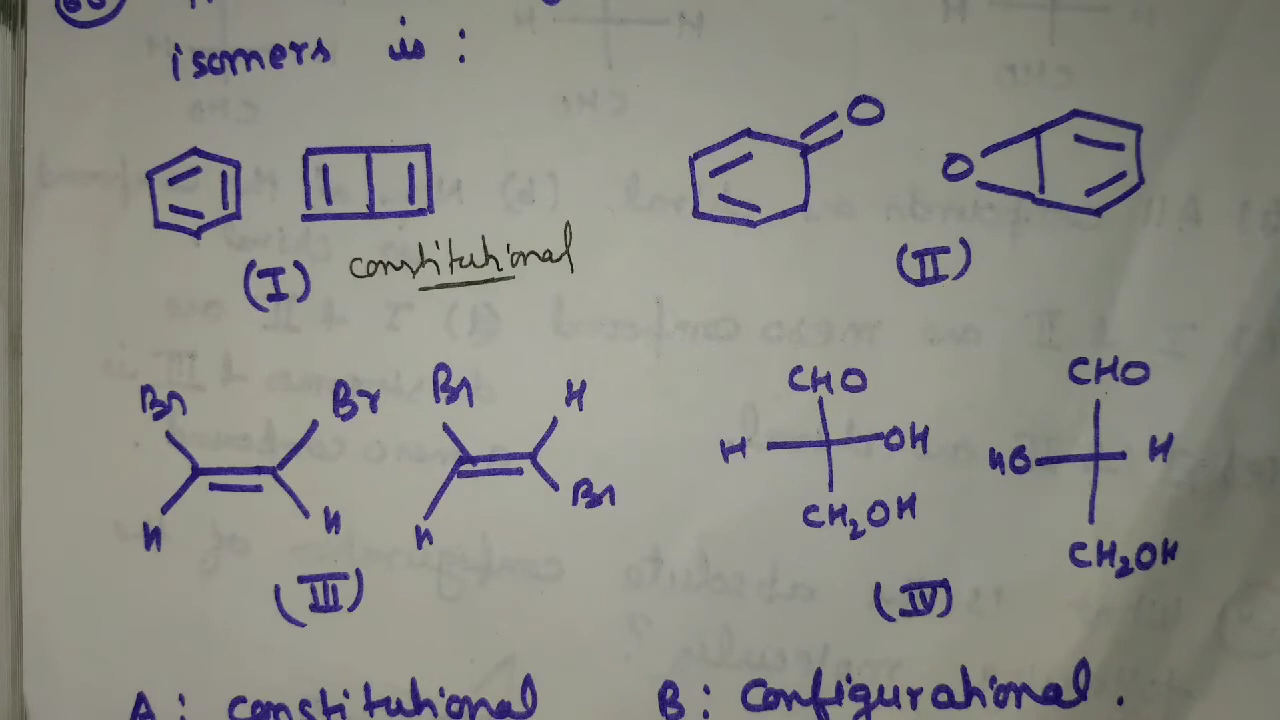 isomers is :
O O
(I) constitutional (II)
Br Br Br H CHO CHO
H OH HO H
H H H Br CH2OH CH2OH
(III) (IV)
A : constitutional B : Configurational .